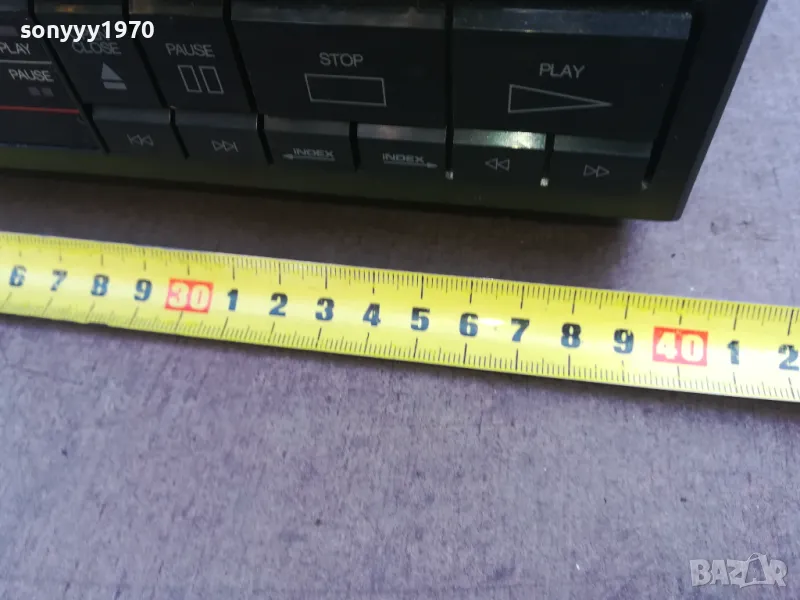 sonyyy1970
PLAY
PAUSE
CLOSE
PAUSE
STOP
PLAY
INDEX
INDEX
6 7 8 9 30 1 2 3 4 5 6 7 8 9 40 1 2
BAZAR